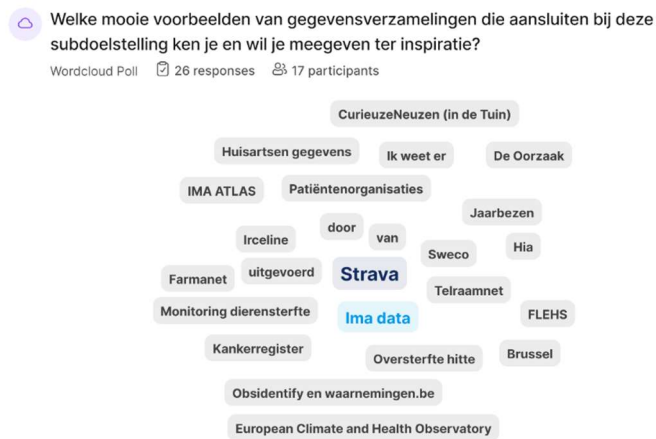 Welke mooie voorbeelden van gegevensverzamelingen die aansluiten bij deze
subdoelstelling ken je en wil je meegeven ter inspiratie?
Wordcloud Poll 26 responses 17 participants
CurieuzeNeuzen (in de Tuin)
Huisartsen gegevens Ik weet er De Oorzaak
IMA ATLAS Patiëntenorganisaties
Jaarbezen
door
Irceline van
Sweco Hia
Farmanet uitgevoerd Strava
Telraamnet
Monitoring dierensterfte Ima data FLEHS
Kankerregister Oversterfte hitte Brussel
Obsidentify en waarnemingen.be
European Climate and Health Observatory